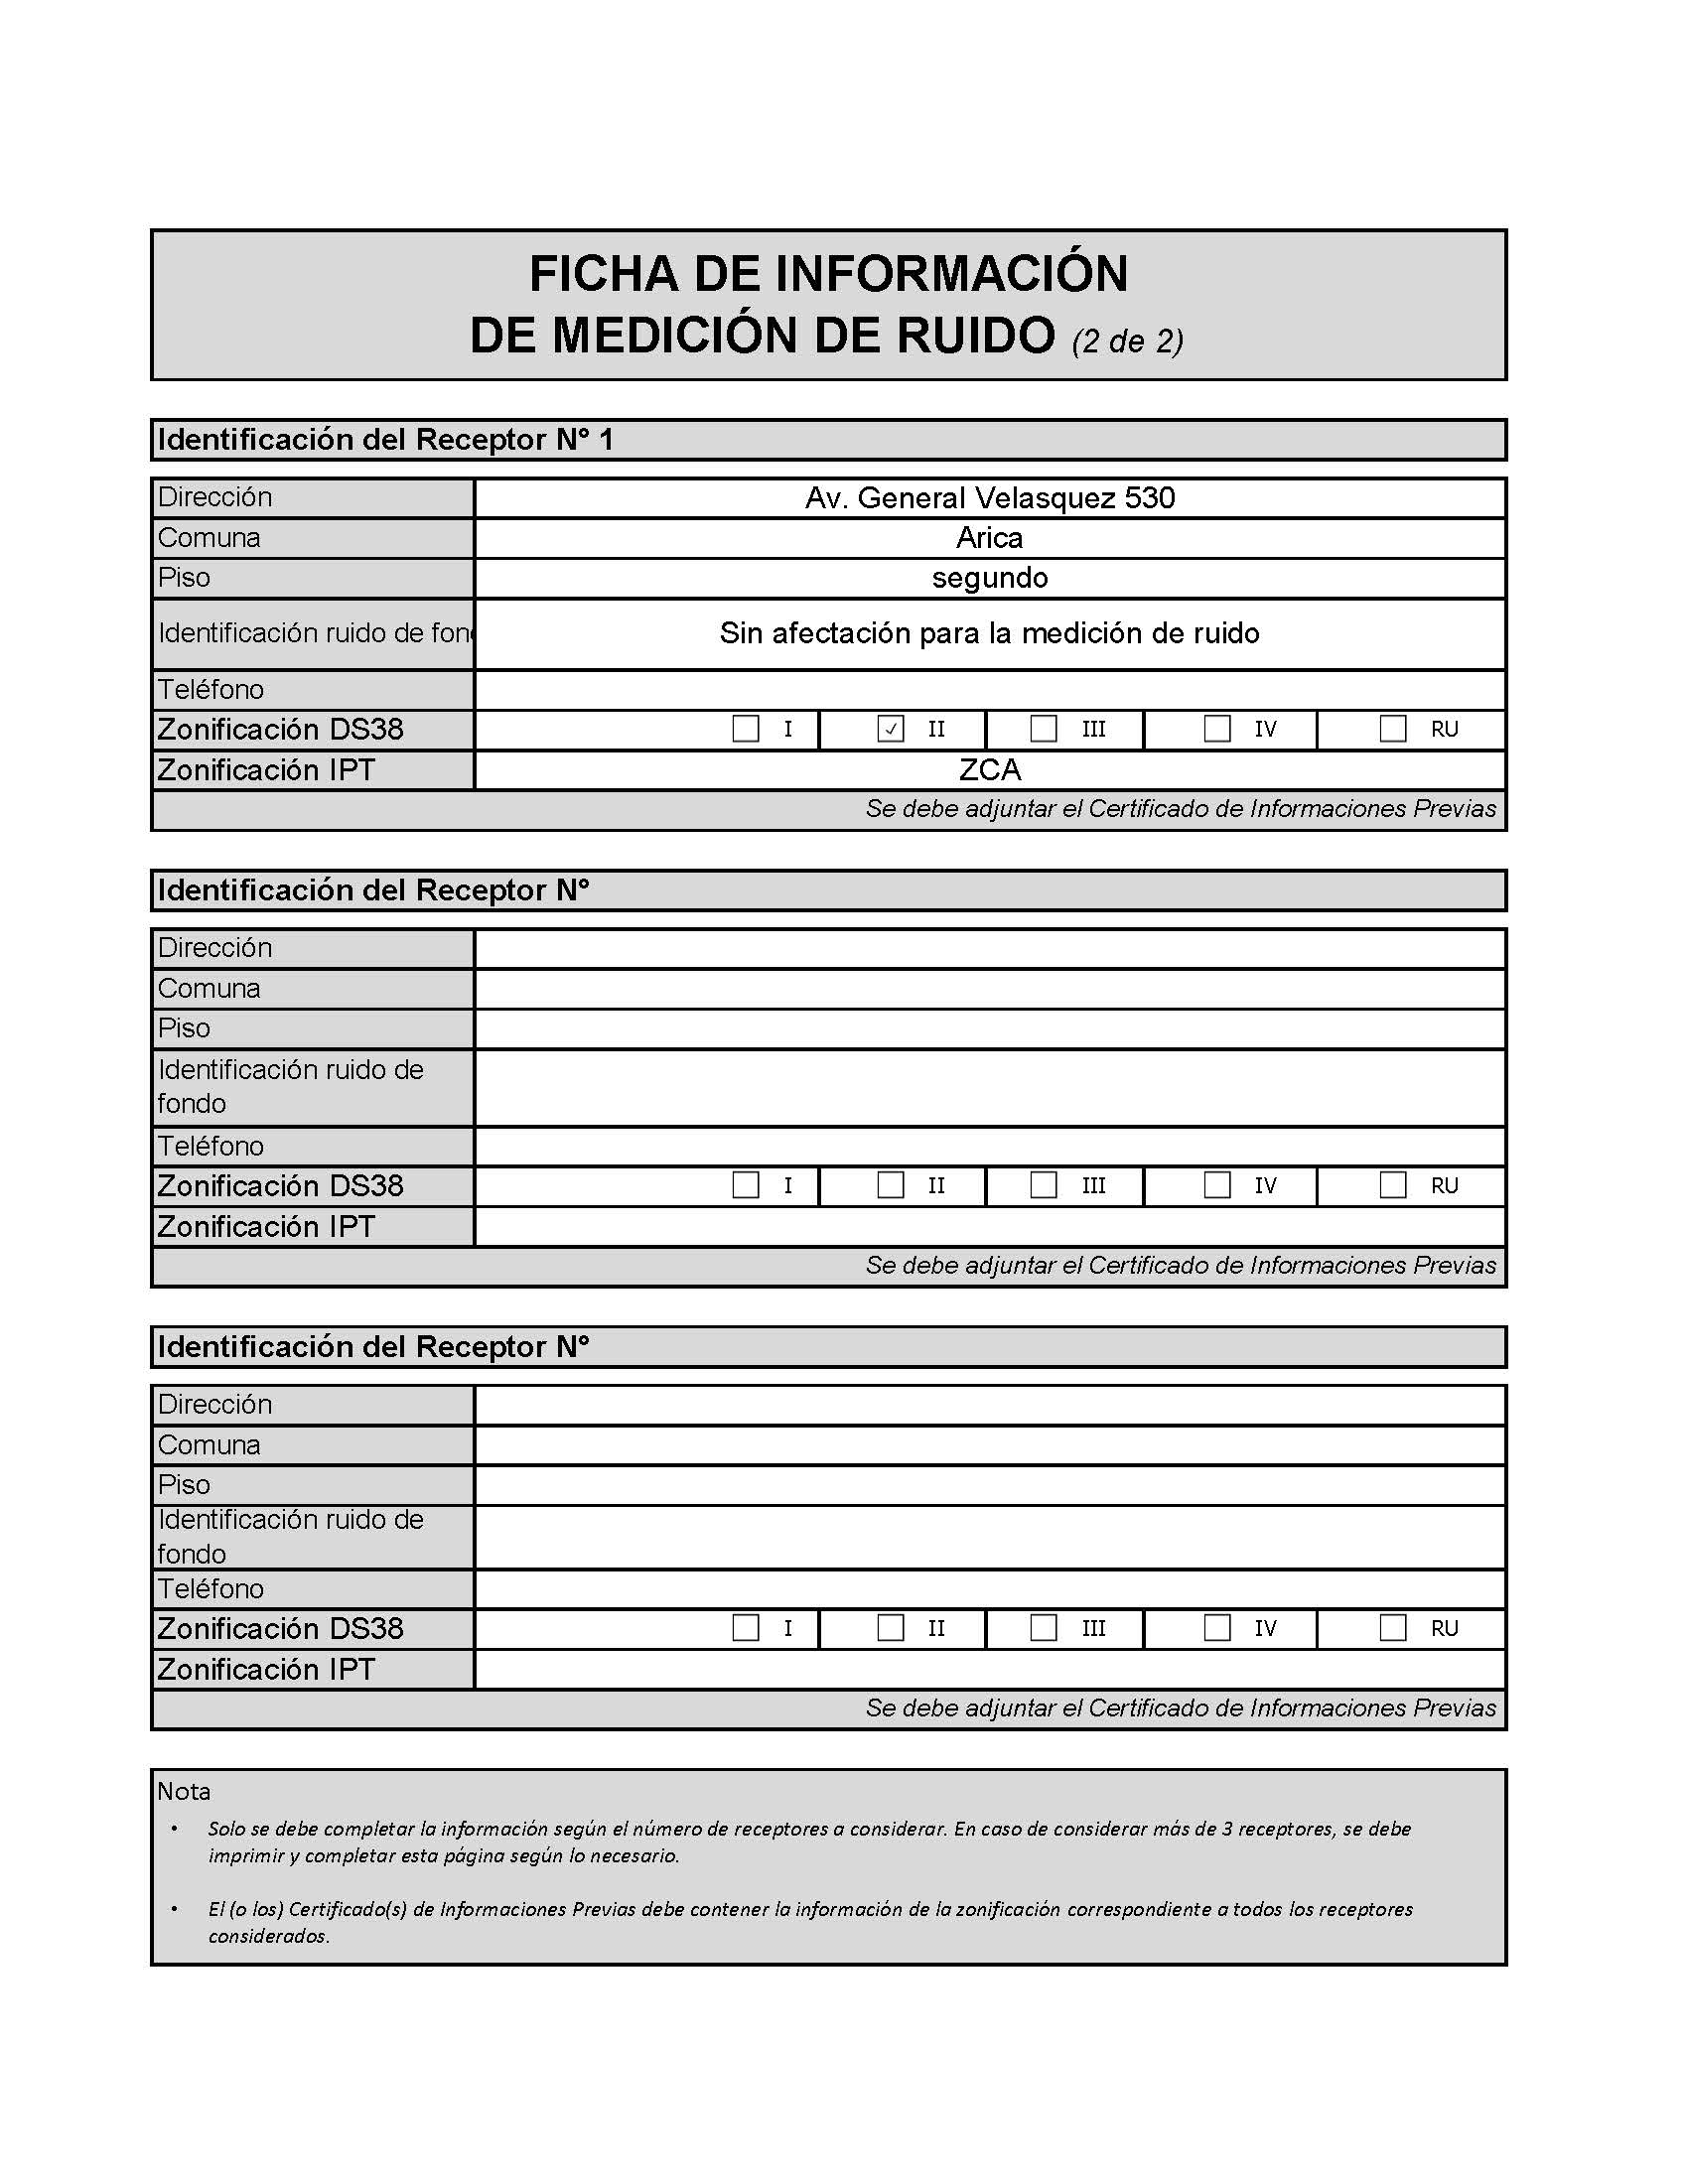 FICHA DE INFORMACIÓN
DE MEDICIÓN DE RUIDO (2 de 2)
Identificación del Receptor N° 1
Dirección Av. General Velasquez 530
Comuna Arica
Piso segundo
Identificación ruido de fon Sin afectación para la medición de ruido
Teléfono
Zonificación DS38 I II III IV RU
Zonificación IPT ZCA
Se debe adjuntar el Certificado de Informaciones Previas
Identificación del Receptor N°
Dirección
Comuna
Piso
Identificación ruido de
fondo
Teléfono
Zonificación DS38 I II III IV RU
Zonificación IPT
Se debe adjuntar el Certificado de Informaciones Previas
Identificación del Receptor N°
Dirección
Comuna
Piso
Identificación ruido de
fondo
Teléfono
Zonificación DS38 I II III IV RU
Zonificación IPT
Se debe adjuntar el Certificado de Informaciones Previas
Nota
• Solo se debe completar la información según el número de receptores a considerar. En caso de considerar más de 3 receptores, se debe
imprimir y completar esta página según lo necesario.
• El (o los) Certificado(s) de Informaciones Previas debe contener la información de la zonificación correspondiente a todos los receptores
considerados.